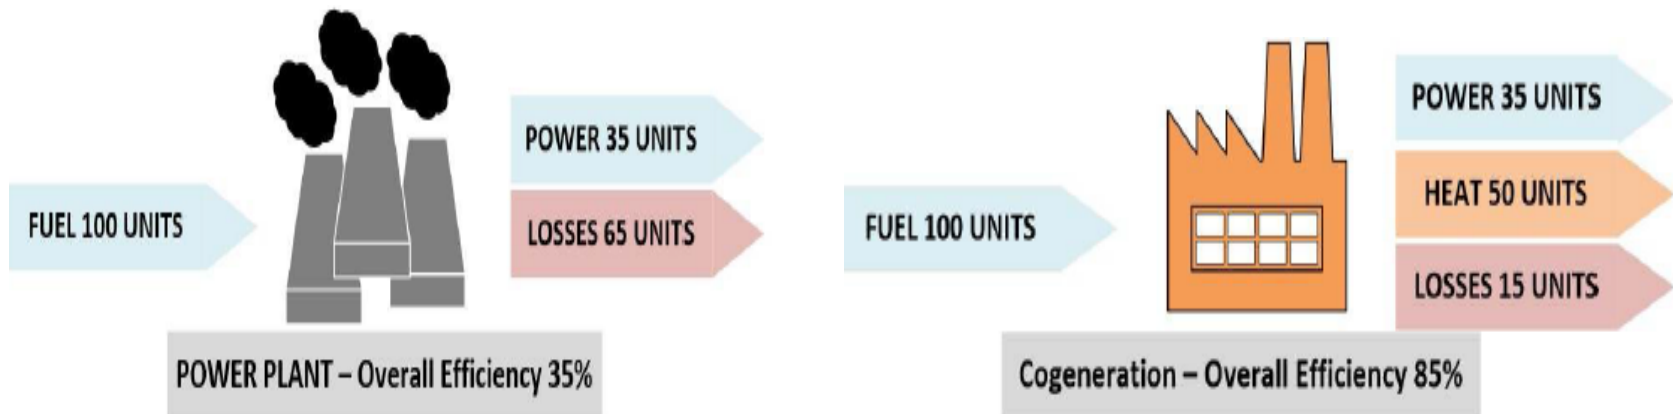 FUEL 100 UNITS
POWER 35 UNITS
LOSSES 65 UNITS
POWER PLANT – Overall Efficiency 35%
FUEL 100 UNITS
POWER 35 UNITS
HEAT 50 UNITS
LOSSES 15 UNITS
Cogeneration – Overall Efficiency 85%